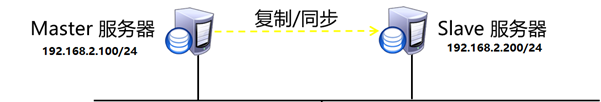 复制/同步
Master 服务器
192.168.2.100/24
Slave 服务器
192.168.2.200/24